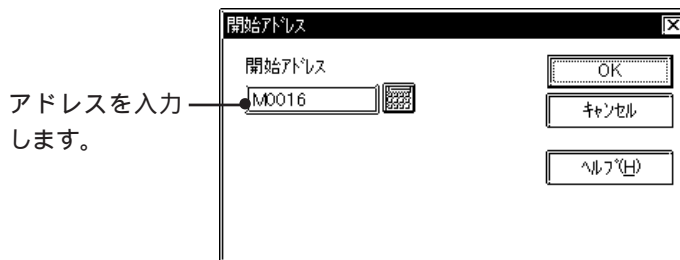 開始ｱﾄﾞﾚｽ
開始ｱﾄﾞﾚｽ
M0016
OK
ｷｬﾝｾﾙ
ﾍﾙﾌﾟ(H)
アドレスを入力
します。